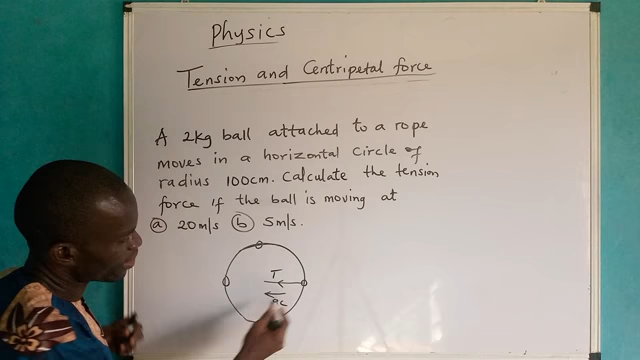 Physics
Tension and Centripetal force
A 2kg ball attached to a rope
moves in a horizontal circle of
radius 100cm. Calculate the tension
force if the ball is moving at
(a) 20m/s (b) 5m/s.
T
ac